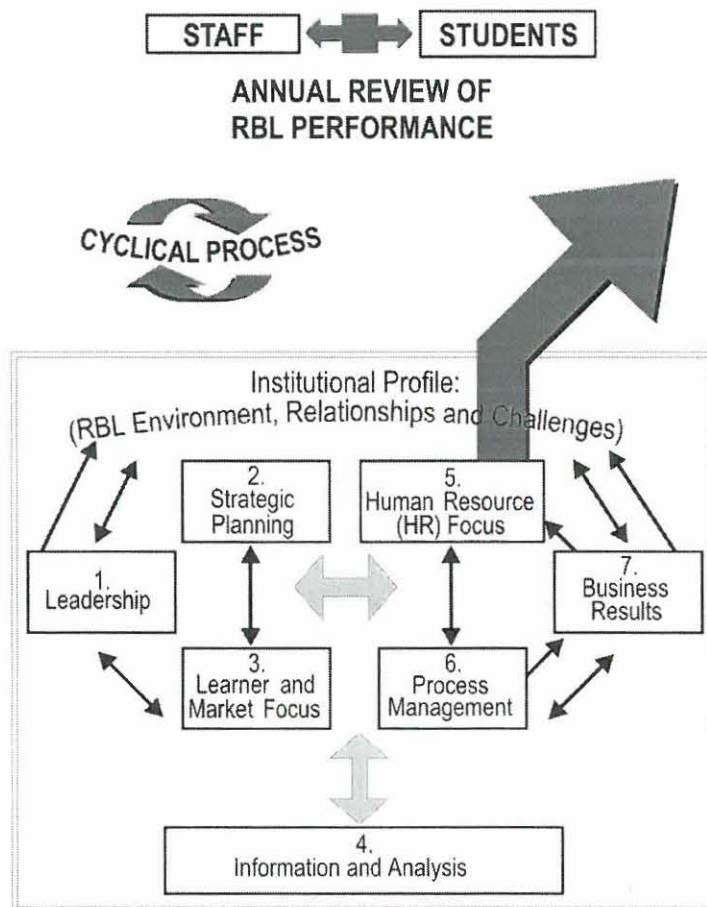 STAFF STUDENTS
ANNUAL REVIEW OF
RBL PERFORMANCE
CYCLICAL PROCESS
Institutional Profile:
(RBL Environment, Relationships and Challenges)
2.
Strategic
Planning
5.
Human Resource
(HR) Focus
1.
Leadership
7.
Business
Results
3.
Learner and
Market Focus
6.
Process
Management
4.
Information and Analysis